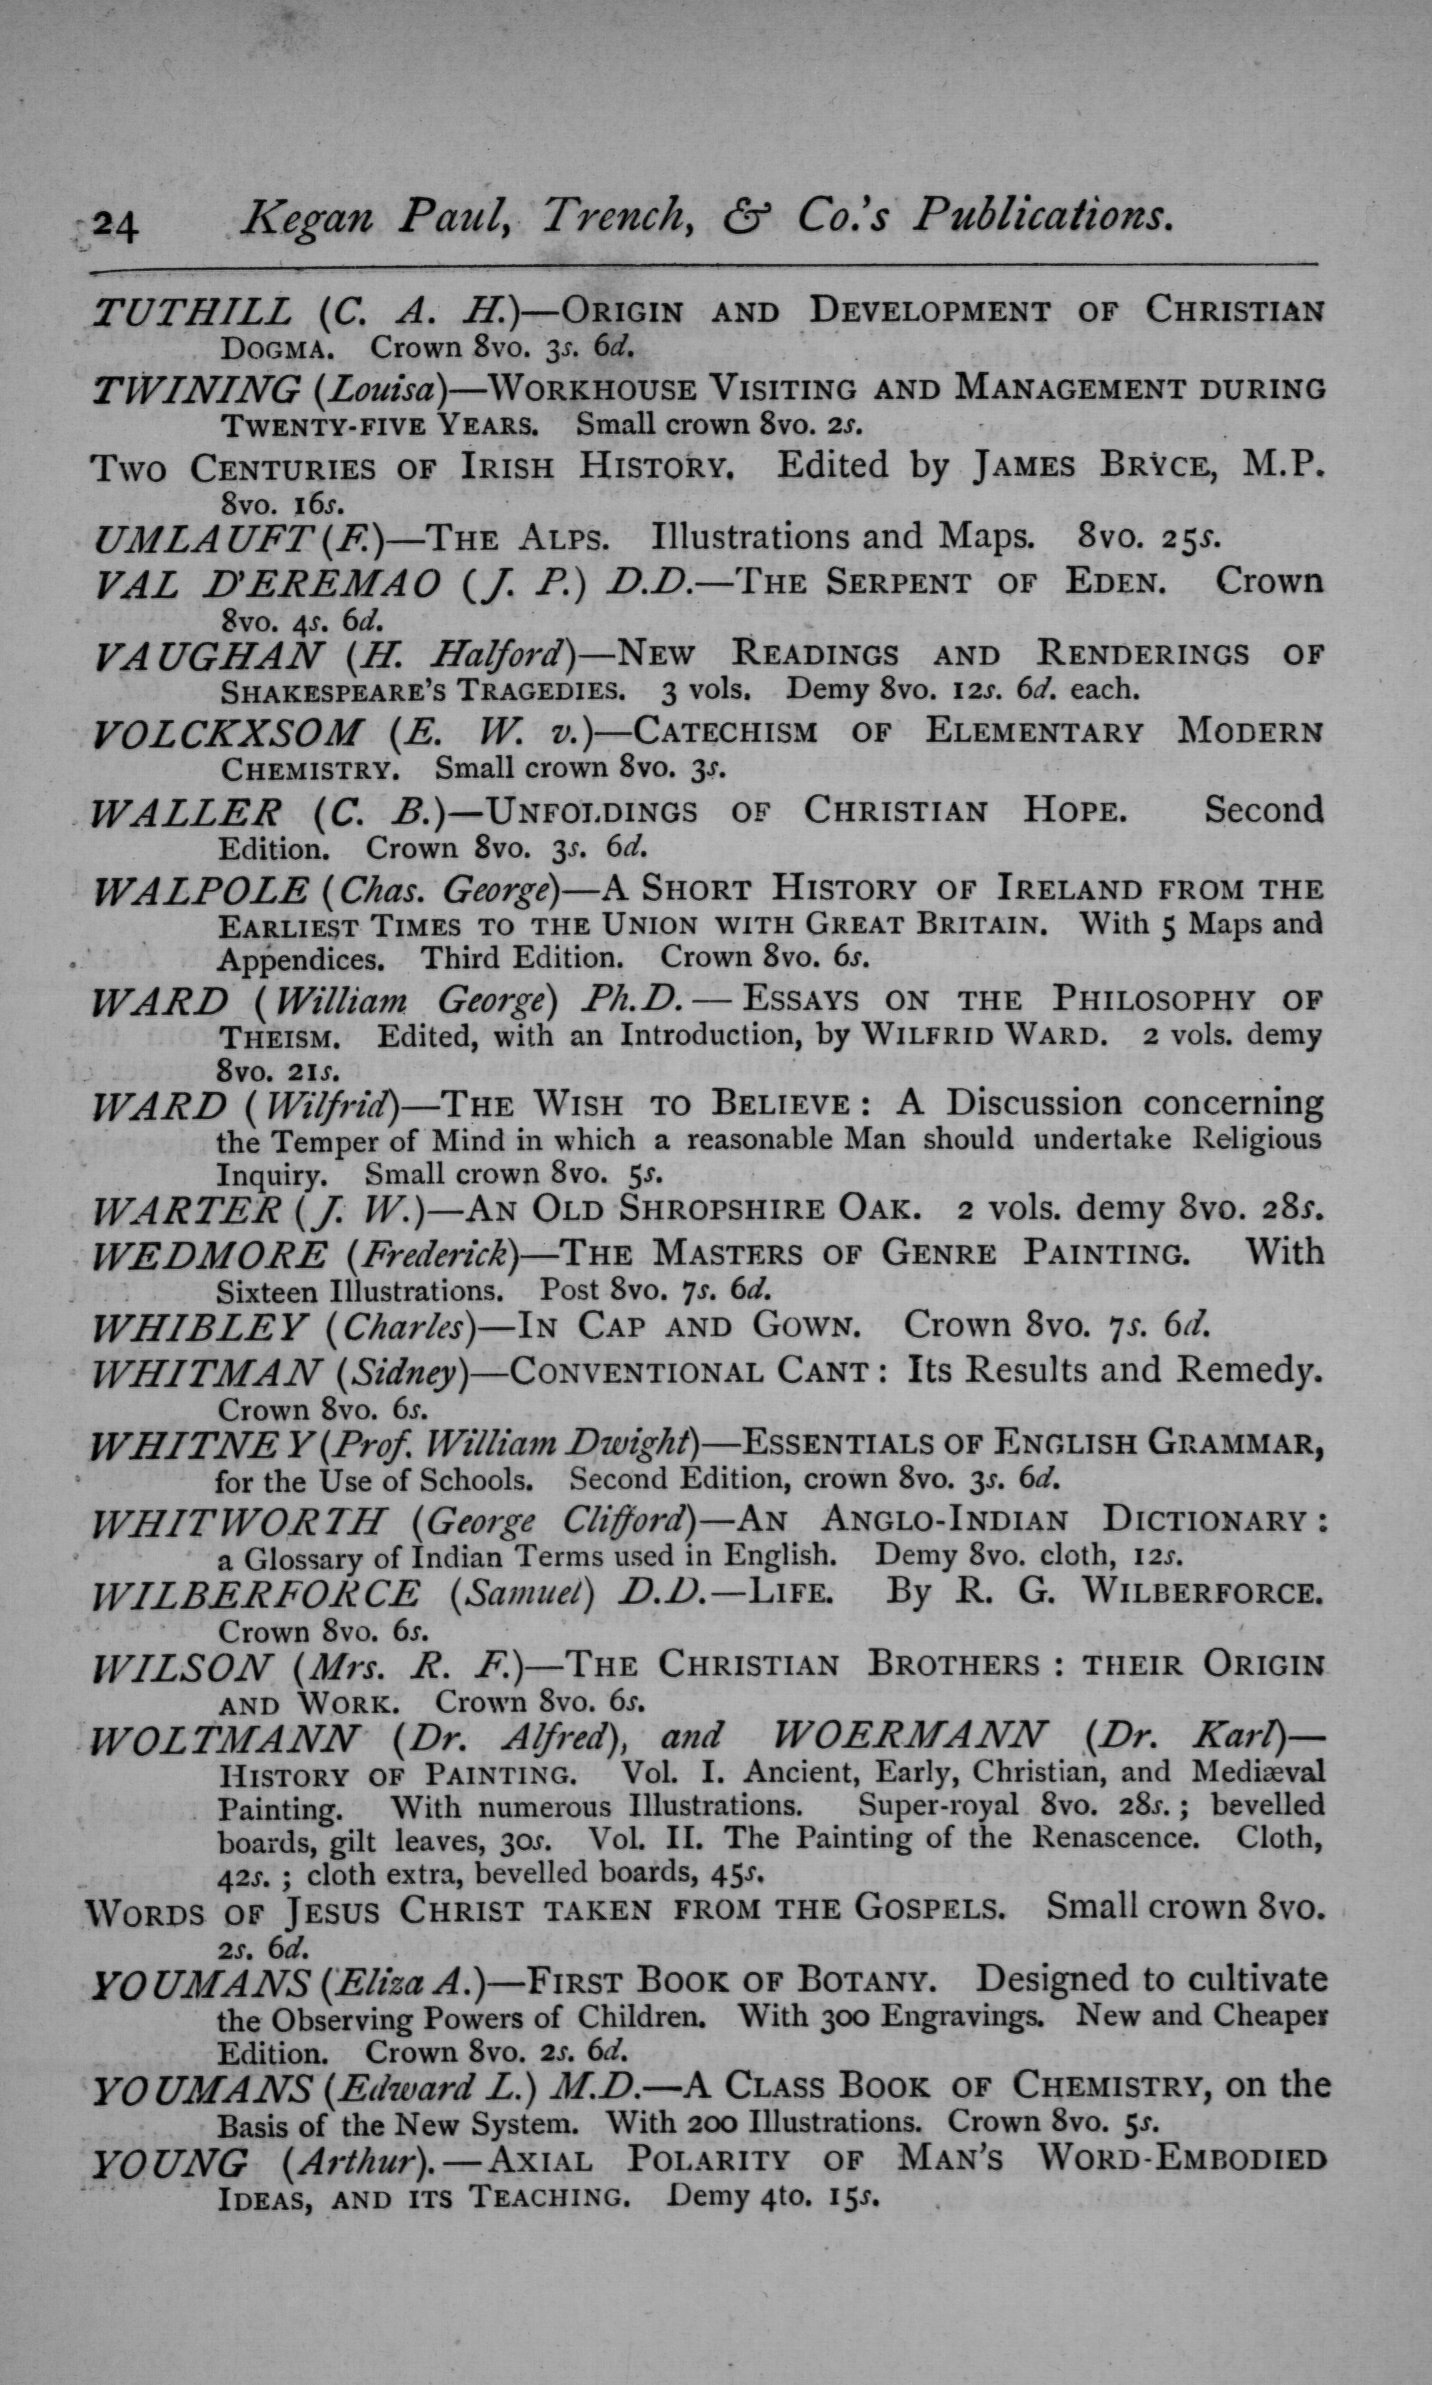 24 Kegan Paul, Trench, & Co.'s Publications.
TUTHILL (C. A. H.)—ORIGIN AND DEVELOPMENT OF CHRISTIAN
DOGMA. Crown 8vo. 3s. 6d.
TWINING (Louisa)—WORKHOUSE VISITING AND MANAGEMENT DURING
TWENTY-FIVE YEARS. Small crown 8vo. 2s.
TWO CENTURIES OF IRISH HISTORY. Edited by JAMES BRYCE, M.P.
8vo. 16s.
UMLAUFT (F.)—THE ALPS. Illustrations and Maps. 8vo. 25s.
VAL D'EREMAO (J. P.) D.D.—THE SERPENT OF EDEN. Crown
8vo. 4s. 6d.
VAUGHAN (H. Halford)—NEW READINGS AND RENDERINGS OF
SHAKESPEARE'S TRAGEDIES. 3 vols. Demy 8vo. 12s. 6d. each.
VOLCKXSOM (E. W. v.)—CATECHISM OF ELEMENTARY MODERN
CHEMISTRY. Small crown 8vo. 3s.
WALLER (C. B.)—UNFOLDINGS OF CHRISTIAN HOPE. Second
Edition. Crown 8vo. 3s. 6d.
WALPOLE (Chas. George)—A SHORT HISTORY OF IRELAND FROM THE
EARLIEST TIMES TO THE UNION WITH GREAT BRITAIN. With 5 Maps and
Appendices. Third Edition. Crown 8vo. 6s.
WARD (William George) Ph.D.—ESSAYS ON THE PHILOSOPHY OF
THEISM. Edited, with an Introduction, by WILFRID WARD. 2 vols. demy
8vo. 21s.
WARD (Wilfrid)—THE WISH TO BELIEVE: A Discussion concerning
the Temper of Mind in which a reasonable Man should undertake Religious
Inquiry. Small crown 8vo. 5s.
WARTER (J. W.)—AN OLD SHROPSHIRE OAK. 2 vols. demy 8vo. 28s.
WEDMORE (Frederick)—THE MASTERS OF GENRE PAINTING. With
Sixteen Illustrations. Post 8vo. 7s. 6d.
WHIBLEY (Charles)—IN CAP AND GOWN. Crown 8vo. 7s. 6d.
WHITMAN (Sidney)—CONVENTIONAL CANT: Its Results and Remedy.
Crown 8vo. 6s.
WHITNEY (Prof. William Dwight)—ESSENTIALS OF ENGLISH GRAMMAR,
for the Use of Schools. Second Edition, crown 8vo. 3s. 6d.
WHITWORTH (George Clifford)—AN ANGLO-INDIAN DICTIONARY:
a Glossary of Indian Terms used in English. Demy 8vo. cloth, 12s.
WILBERFORCE (Samuel) D.D.—LIFE. By R. G. WILBERFORCE.
Crown 8vo. 6s.
WILSON (Mrs. R. F.)—THE CHRISTIAN BROTHERS: THEIR ORIGIN
AND WORK. Crown 8vo. 6s.
WOLTMANN (Dr. Alfred), and WOERMANN (Dr. Karl)—
HISTORY OF PAINTING. Vol. I. Ancient, Early, Christian, and Mediæval
Painting. With numerous Illustrations. Super-royal 8vo. 28s.; bevelled
boards, gilt leaves, 30s. Vol. II. The Painting of the Renascence. Cloth,
42s.; cloth extra, bevelled boards, 45s.
WORDS OF JESUS CHRIST TAKEN FROM THE GOSPELS. Small crown 8vo.
2s. 6d.
YOUMANS (Eliza A.)—FIRST BOOK OF BOTANY. Designed to cultivate
the Observing Powers of Children. With 300 Engravings. New and Cheaper
Edition. Crown 8vo. 2s. 6d.
YOUMANS (Edward L.) M.D.—A CLASS BOOK OF CHEMISTRY, on the
Basis of the New System. With 200 Illustrations. Crown 8vo. 5s.
YOUNG (Arthur).—AXIAL POLARITY OF MAN'S WORD-EMBODIED
IDEAS, AND ITS TEACHING. Demy 4to. 15s.